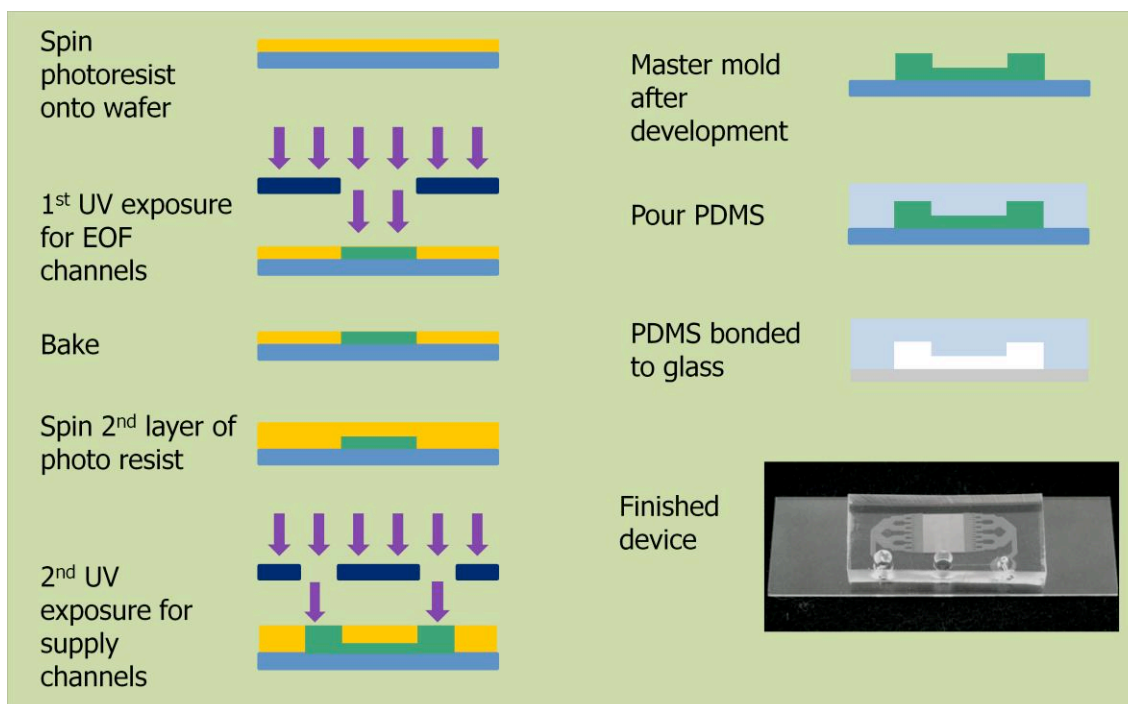 Spin
photoresist
onto wafer
1st UV exposure
for EOF
channels
Bake
Spin 2nd layer of
photo resist
2nd UV
exposure for
supply
channels
Master mold
after
development
Pour PDMS
PDMS bonded
to glass
Finished
device